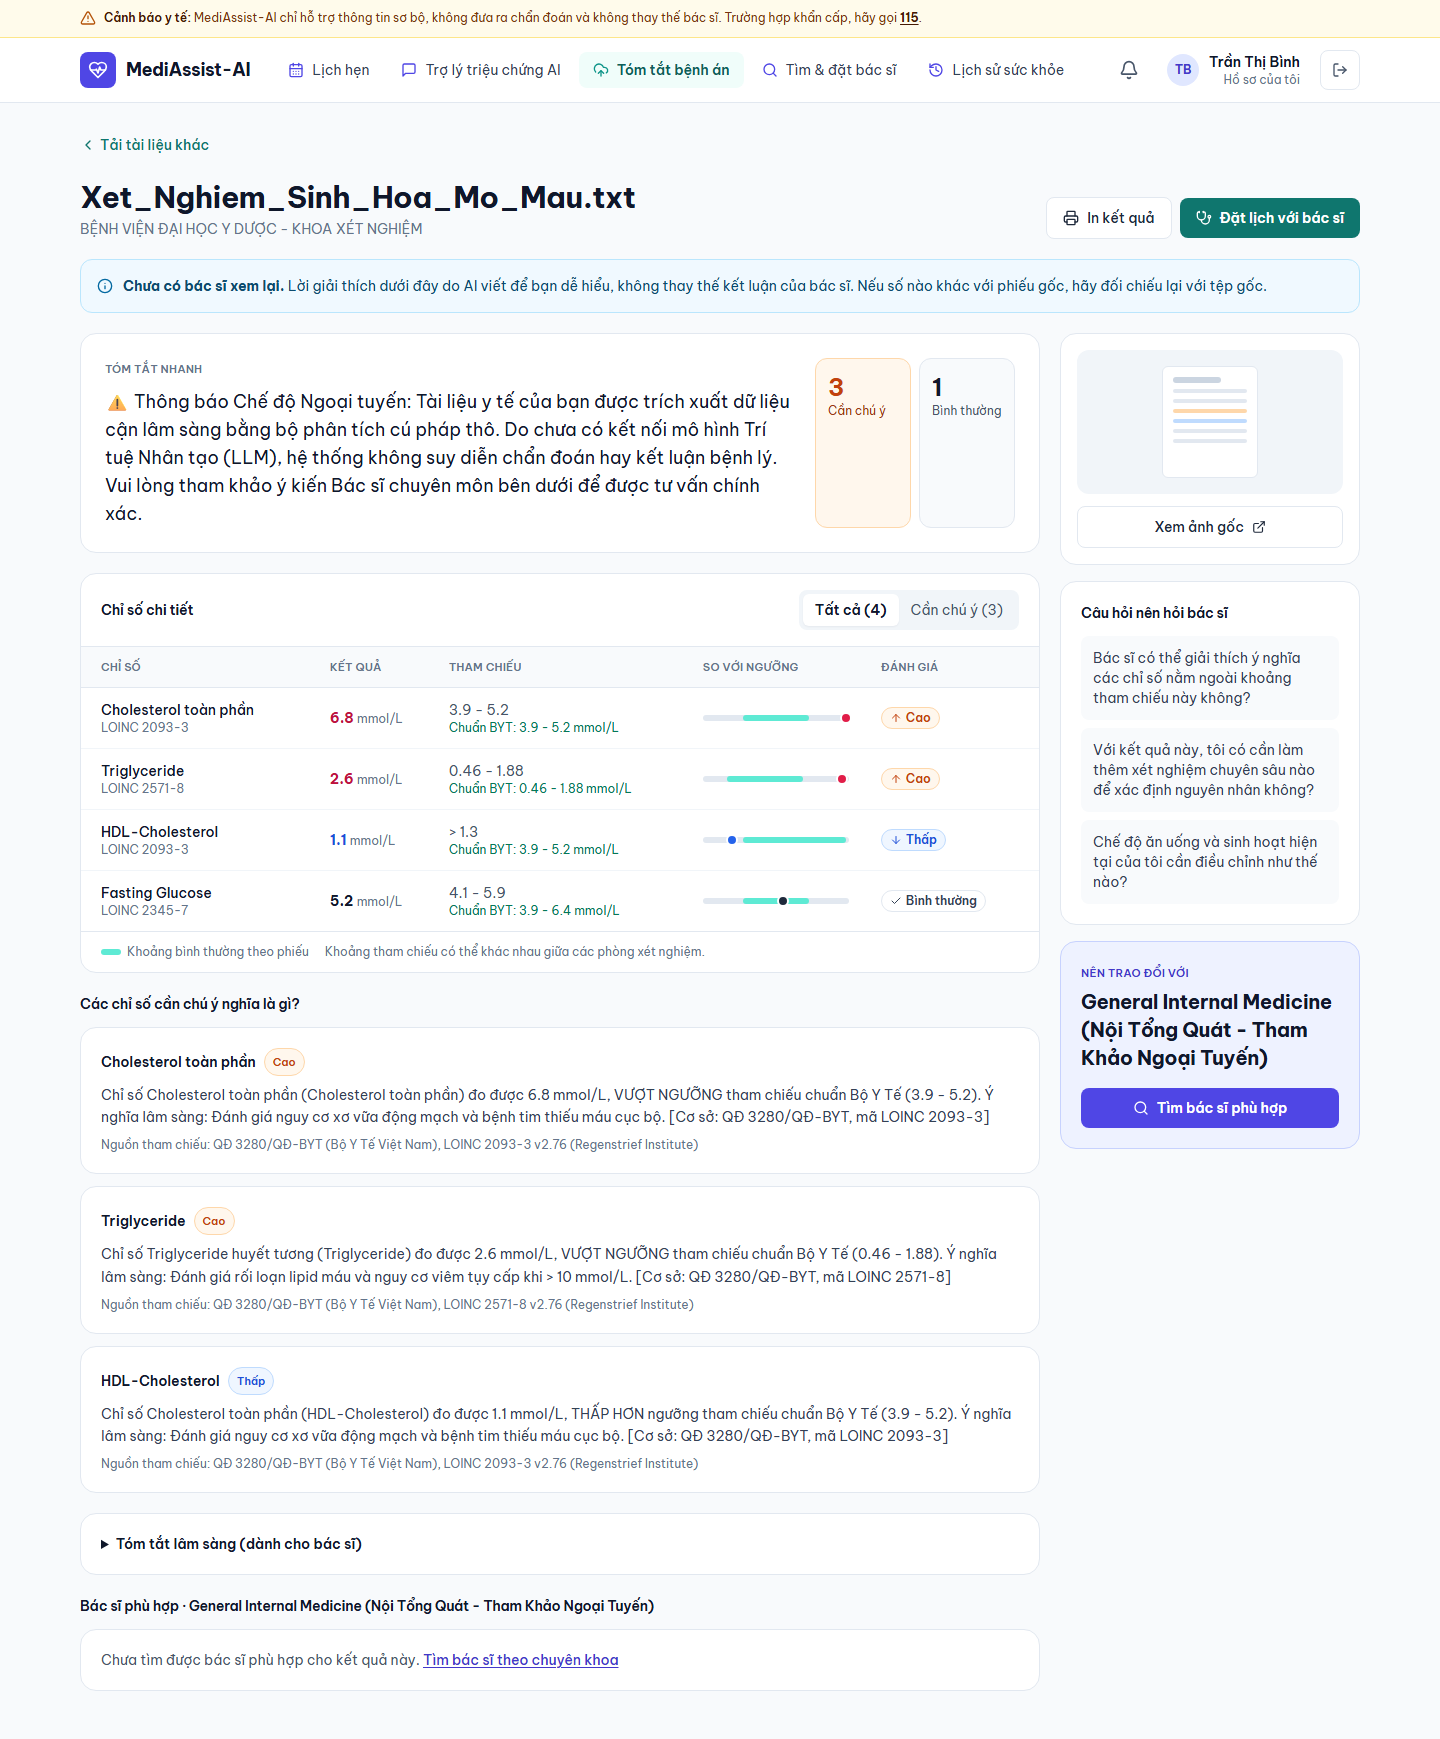 Cảnh báo y tế: MediAssist-AI chỉ hỗ trợ thông tin sơ bộ, không đưa ra chẩn đoán và không thay thế bác sĩ. Trường hợp khẩn cấp, hãy gọi 115.
MediAssist-AI
Lịch hẹn
Trợ lý triệu chứng AI
Tóm tắt bệnh án
Tìm & đặt bác sĩ
Lịch sử sức khỏe
TB
Trần Thị Bình
Hồ sơ của tôi
Tải tài liệu khác
Xet_Nghiem_Sinh_Hoa_Mo_Mau.txt
BỆNH VIỆN ĐẠI HỌC Y DƯỢC - KHOA XÉT NGHIỆM
In kết quả
Đặt lịch với bác sĩ
Chưa có bác sĩ xem lại. Lời giải thích dưới đây do AI viết để bạn dễ hiểu, không thay thế kết luận của bác sĩ. Nếu số nào khác với phiếu gốc, hãy đối chiếu lại với tệp gốc.
TÓM TẮT NHANH
⚠️ Thông báo Chế độ Ngoại tuyến: Tài liệu y tế của bạn được trích xuất dữ liệu
cận lâm sàng bằng bộ phân tích cú pháp thô. Do chưa có kết nối mô hình Trí
tuệ Nhân tạo (LLM), hệ thống không suy diễn chẩn đoán hay kết luận bệnh lý.
Vui lòng tham khảo ý kiến Bác sĩ chuyên môn bên dưới để được tư vấn chính
xác.
3
Cần chú ý
1
Bình thường
Xem ảnh gốc
Chỉ số chi tiết
Tất cả (4)
Cần chú ý (3)
CHỈ SỐ
KẾT QUẢ
THAM CHIẾU
SO VỚI NGƯỠNG
ĐÁNH GIÁ
Cholesterol toàn phần
LOINC 2093-3
6.8 mmol/L
3.9 - 5.2
Chuẩn BYT: 3.9 - 5.2 mmol/L
Cao
Triglyceride
LOINC 2571-8
2.6 mmol/L
0.46 - 1.88
Chuẩn BYT: 0.46 - 1.88 mmol/L
Cao
HDL-Cholesterol
LOINC 2093-3
1.1 mmol/L
> 1.3
Chuẩn BYT: 3.9 - 5.2 mmol/L
Thấp
Fasting Glucose
LOINC 2345-7
5.2 mmol/L
4.1 - 5.9
Chuẩn BYT: 3.9 - 6.4 mmol/L
Bình thường
Khoảng bình thường theo phiếu
Khoảng tham chiếu có thể khác nhau giữa các phòng xét nghiệm.
Câu hỏi nên hỏi bác sĩ
Bác sĩ có thể giải thích ý nghĩa
các chỉ số nằm ngoài khoảng
tham chiếu này không?
Với kết quả này, tôi có cần làm
thêm xét nghiệm chuyên sâu nào
để xác định nguyên nhân không?
Chế độ ăn uống và sinh hoạt hiện
tại của tôi cần điều chỉnh như thế
nào?
NÊN TRAO ĐỔI VỚI
General Internal Medicine
(Nội Tổng Quát - Tham
Khảo Ngoại Tuyến)
Tìm bác sĩ phù hợp
Các chỉ số cần chú ý nghĩa là gì?
Cholesterol toàn phần
Cao
Chỉ số Cholesterol toàn phần (Cholesterol toàn phần) đo được 6.8 mmol/L, VƯỢT NGƯỠNG tham chiếu chuẩn Bộ Y Tế (3.9 - 5.2). Ý
nghĩa lâm sàng: Đánh giá nguy cơ xơ vữa động mạch và bệnh tim thiếu máu cục bộ. [Cơ sở: QĐ 3280/QĐ-BYT, mã LOINC 2093-3]
Nguồn tham chiếu: QĐ 3280/QĐ-BYT (Bộ Y Tế Việt Nam), LOINC 2093-3 v2.76 (Regenstrief Institute)
Triglyceride
Cao
Chỉ số Triglyceride huyết tương (Triglyceride) đo được 2.6 mmol/L, VƯỢT NGƯỠNG tham chiếu chuẩn Bộ Y Tế (0.46 - 1.88). Ý nghĩa
lâm sàng: Đánh giá rối loạn lipid máu và nguy cơ viêm tụy cấp khi > 10 mmol/L. [Cơ sở: QĐ 3280/QĐ-BYT, mã LOINC 2571-8]
Nguồn tham chiếu: QĐ 3280/QĐ-BYT (Bộ Y Tế Việt Nam), LOINC 2571-8 v2.76 (Regenstrief Institute)
HDL-Cholesterol
Thấp
Chỉ số Cholesterol toàn phần (HDL-Cholesterol) đo được 1.1 mmol/L, THẤP HƠN ngưỡng tham chiếu chuẩn Bộ Y Tế (3.9 - 5.2). Ý nghĩa
lâm sàng: Đánh giá nguy cơ xơ vữa động mạch và bệnh tim thiếu máu cục bộ. [Cơ sở: QĐ 3280/QĐ-BYT, mã LOINC 2093-3]
Nguồn tham chiếu: QĐ 3280/QĐ-BYT (Bộ Y Tế Việt Nam), LOINC 2093-3 v2.76 (Regenstrief Institute)
Tóm tắt lâm sàng (dành cho bác sĩ)
Bác sĩ phù hợp · General Internal Medicine (Nội Tổng Quát - Tham Khảo Ngoại Tuyến)
Chưa tìm được bác sĩ phù hợp cho kết quả này. Tìm bác sĩ theo chuyên khoa